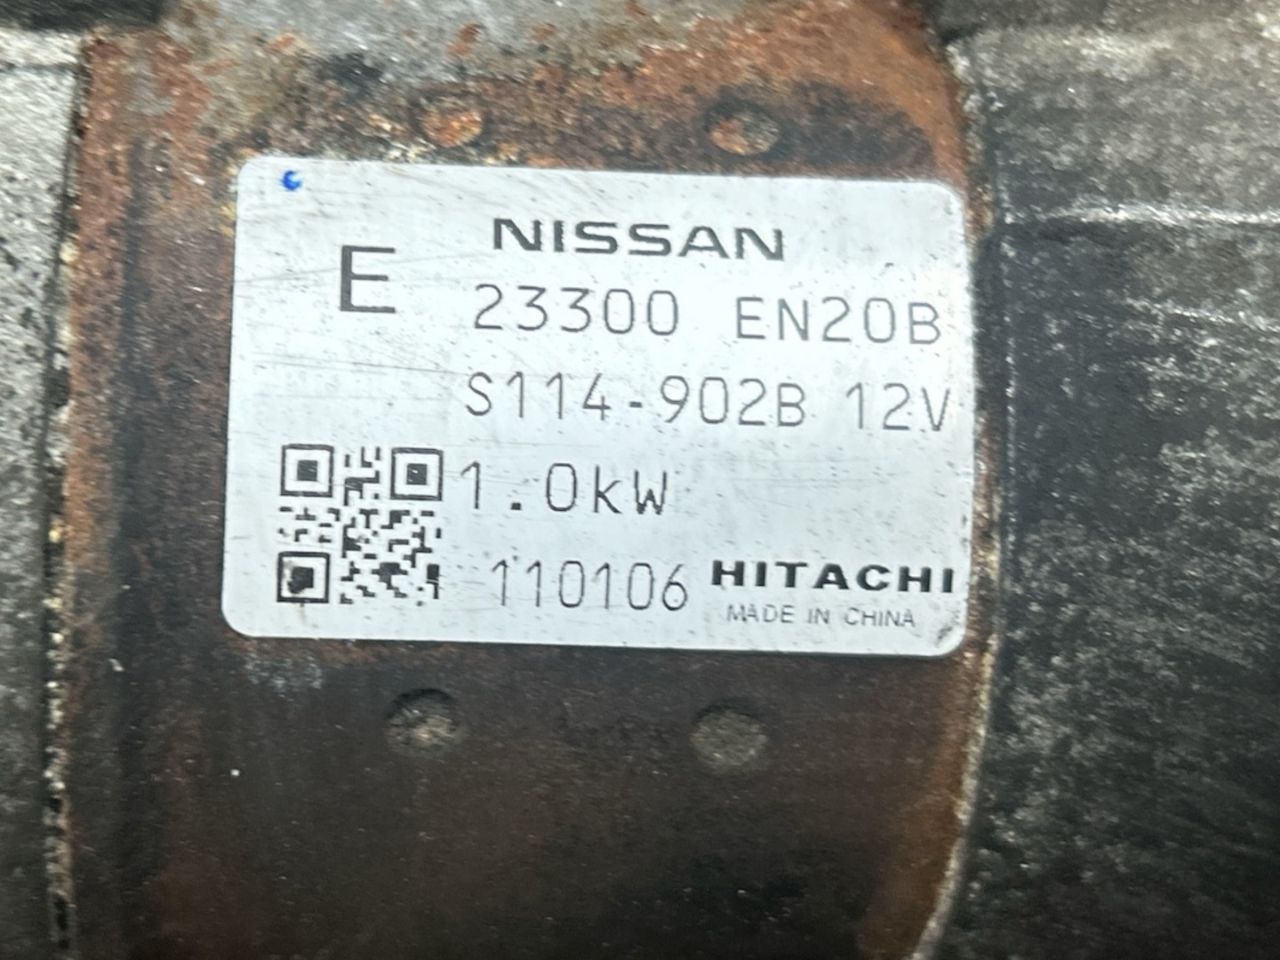 NISSAN
E
23300 EN20B
S114-902B 12V
1.0kW
110106 HITACHI
MADE IN CHINA